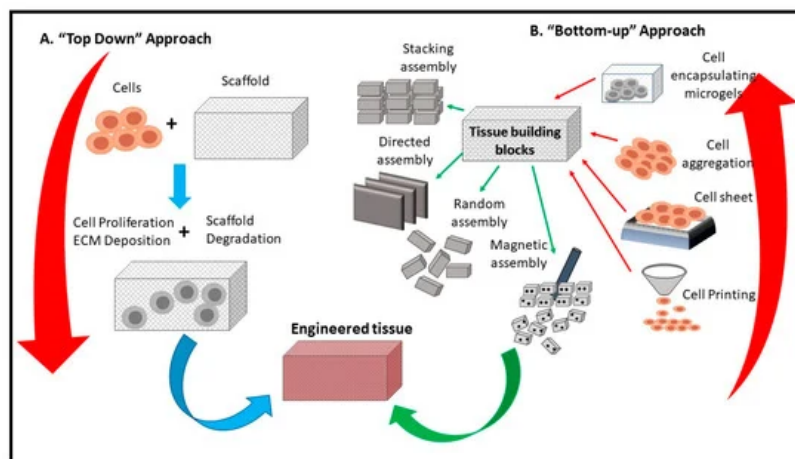 A. “Top Down” Approach
Cells
Scaffold
+
Cell Proliferation
ECM Deposition
+
Scaffold
Degradation
B. “Bottom-up” Approach
Stacking
assembly
Directed
assembly
Random
assembly
Magnetic
assembly
Tissue building
blocks
Cell
encapsulating
microgels
Cell
aggregation
Cell sheet
Cell Printing
Engineered tissue